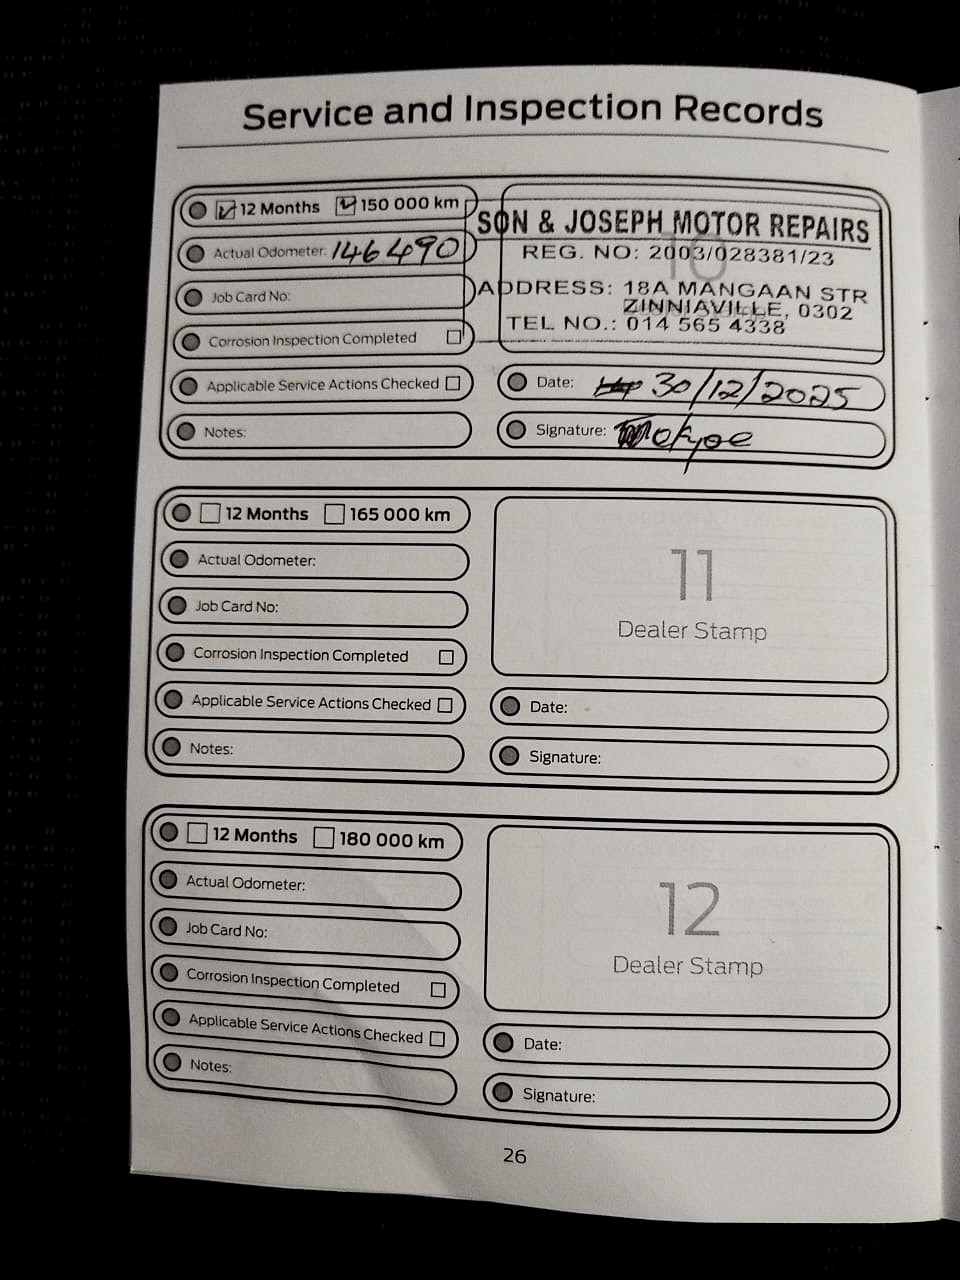 Service and Inspection Records
12 Months 150 000 km
Actual Odometer: 146 490
Job Card No:
Corrosion Inspection Completed
Applicable Service Actions Checked
Notes:
10
SON & JOSEPH MOTOR REPAIRS
REG. NO: 2003/028381/23
ADDRESS: 18A MANGAAN STR
ZINNIAVILLE, 0302
TEL NO.: 014 565 4338
Date: 30/12/2025
Signature:
12 Months 165 000 km
Actual Odometer:
Job Card No:
Corrosion Inspection Completed
Applicable Service Actions Checked
Notes:
11
Dealer Stamp
Date:
Signature:
12 Months 180 000 km
Actual Odometer:
Job Card No:
Corrosion Inspection Completed
Applicable Service Actions Checked
Notes:
12
Dealer Stamp
Date:
Signature:
26